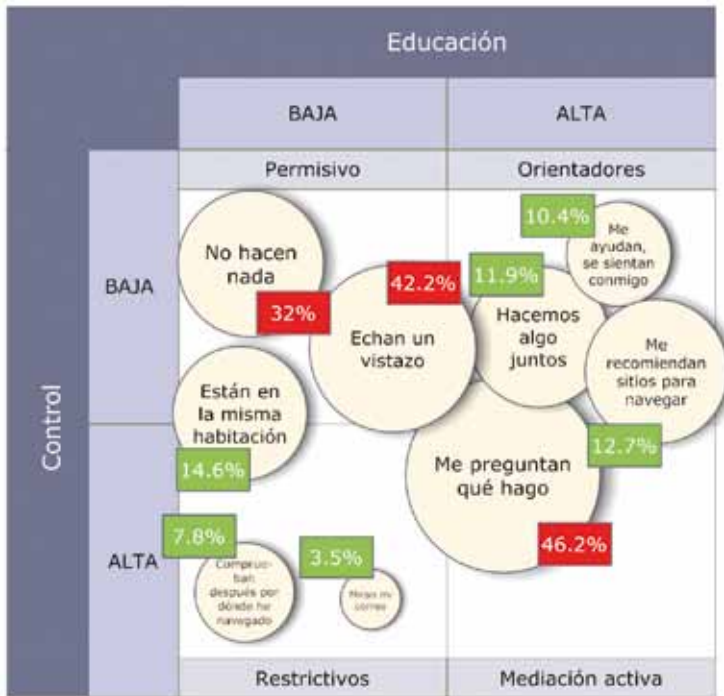 Educación
BAJA
ALTA
Permisivo
Orientadores
Control
BAJA
ALTA
No hacen
nada
32%
Echan un
vistazo
42.2%
10.4%
Me
ayudan,
se sientan
conmigo
11.9%
Hacemos
algo
juntos
Me
recomiendan
sitios para
navegar
12.7%
Están en
la misma
habitación
14.6%
Me preguntan
qué hago
46.2%
7.8%
Comprue-
ban
después por
dónde he
navegado
3.5%
correo
Restrictivos
Mediación activa